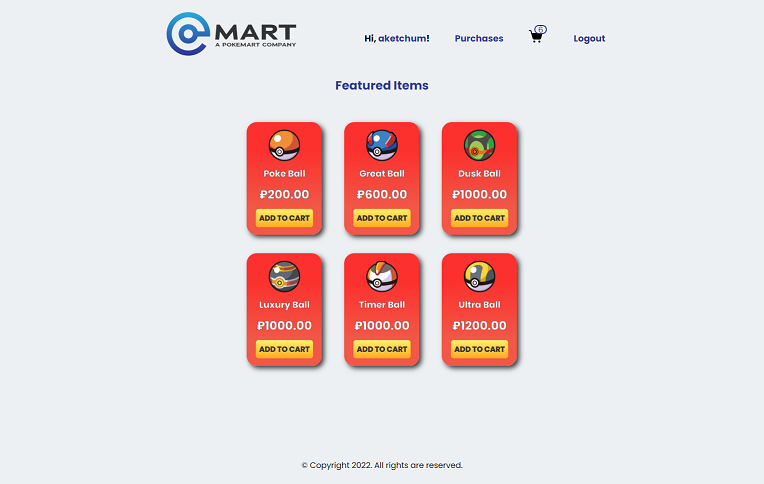 MART
A POKEMART COMPANY
Hi, aketchum! Purchases 6 Logout
Featured Items
Poke Ball Great Ball Dusk Ball
₽200.00 ₽600.00 ₽1000.00
ADD TO CART ADD TO CART ADD TO CART
Luxury Ball Timer Ball Ultra Ball
₽1000.00 ₽1000.00 ₽1200.00
ADD TO CART ADD TO CART ADD TO CART
© Copyright 2022. All rights are reserved.